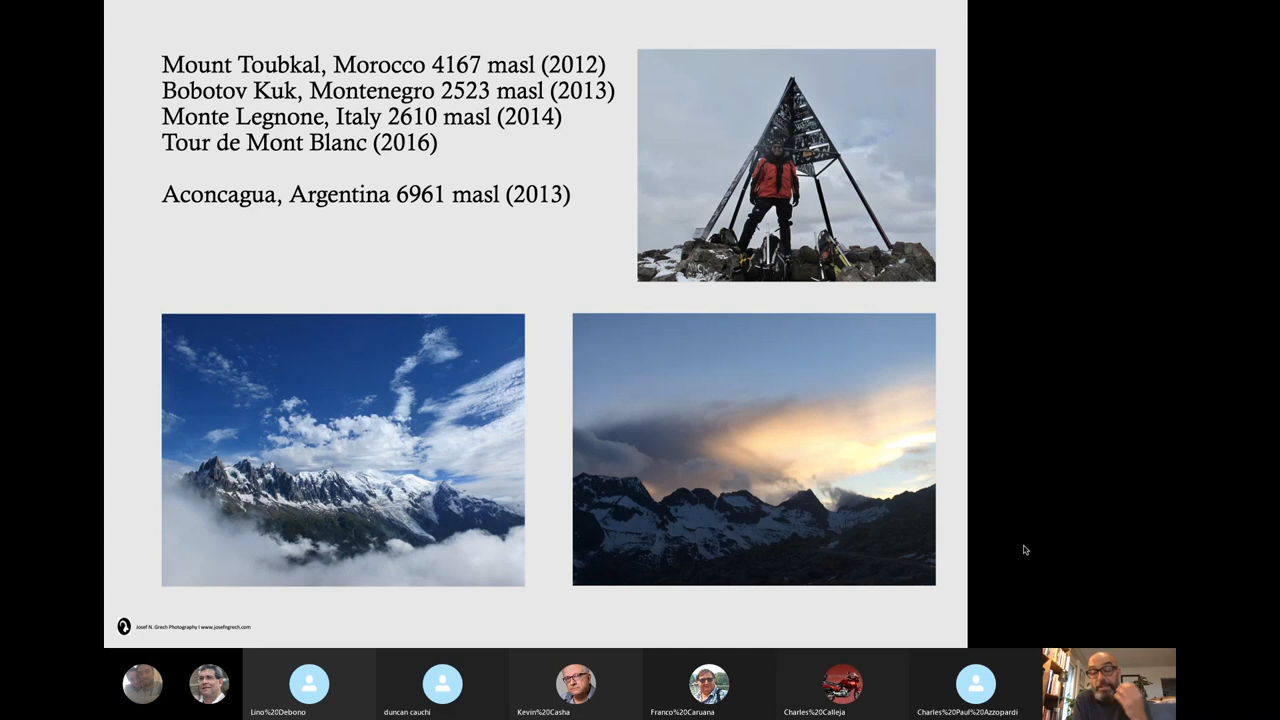 Mount Toubkal, Morocco 4167 masl (2012)
Bobotov Kuk, Montenegro 2523 masl (2013)
Monte Legnone, Italy 2610 masl (2014)
Tour de Mont Blanc (2016)
Aconcagua, Argentina 6961 masl (2013)
Josef N. Grech Photography I www.josefngrech.com
Lino%20Debono
duncan cauchi
Kevin%20Casha
Franco%20Caruana
Charles%20Calleja
Charles%20Paul%20Azzopardi